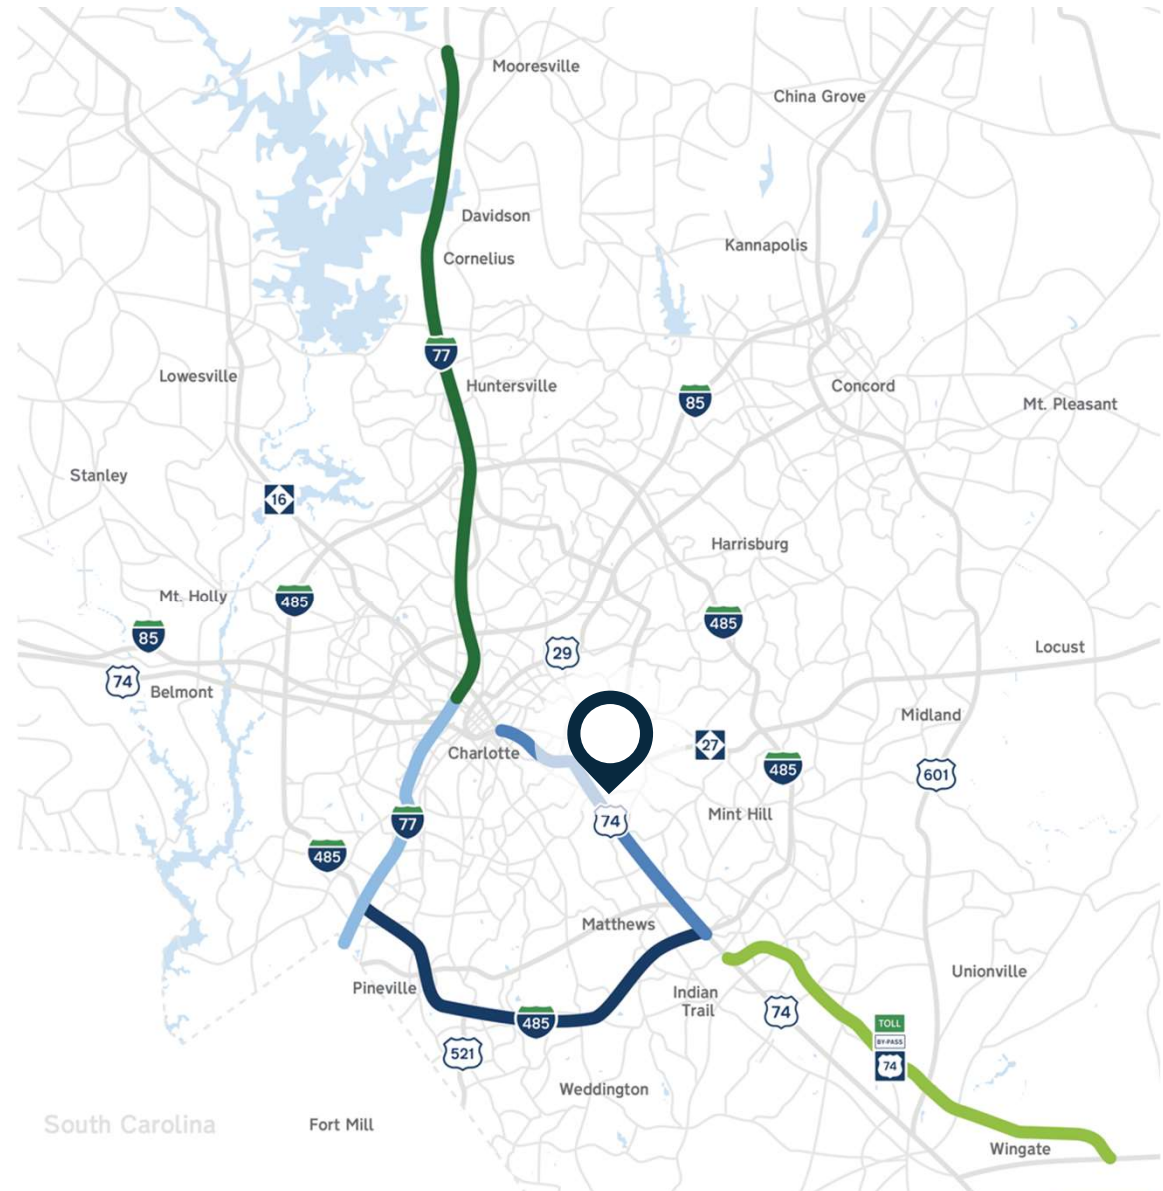 Mooresville
China Grove
Davidson
Kannapolis
Cornelius
77
Lowesville
Huntersville
85
Concord
Mt. Pleasant
Stanley
16
Harrisburg
Mt. Holly
485
485
85
29
Locust
74
Belmont
Midland
27
Charlotte
485
601
77
74
Mint Hill
485
Matthews
Unionville
Pineville
Indian
Trail
74
485
TOLL
BY-PASS
74
521
Weddington
South Carolina
Fort Mill
Wingate